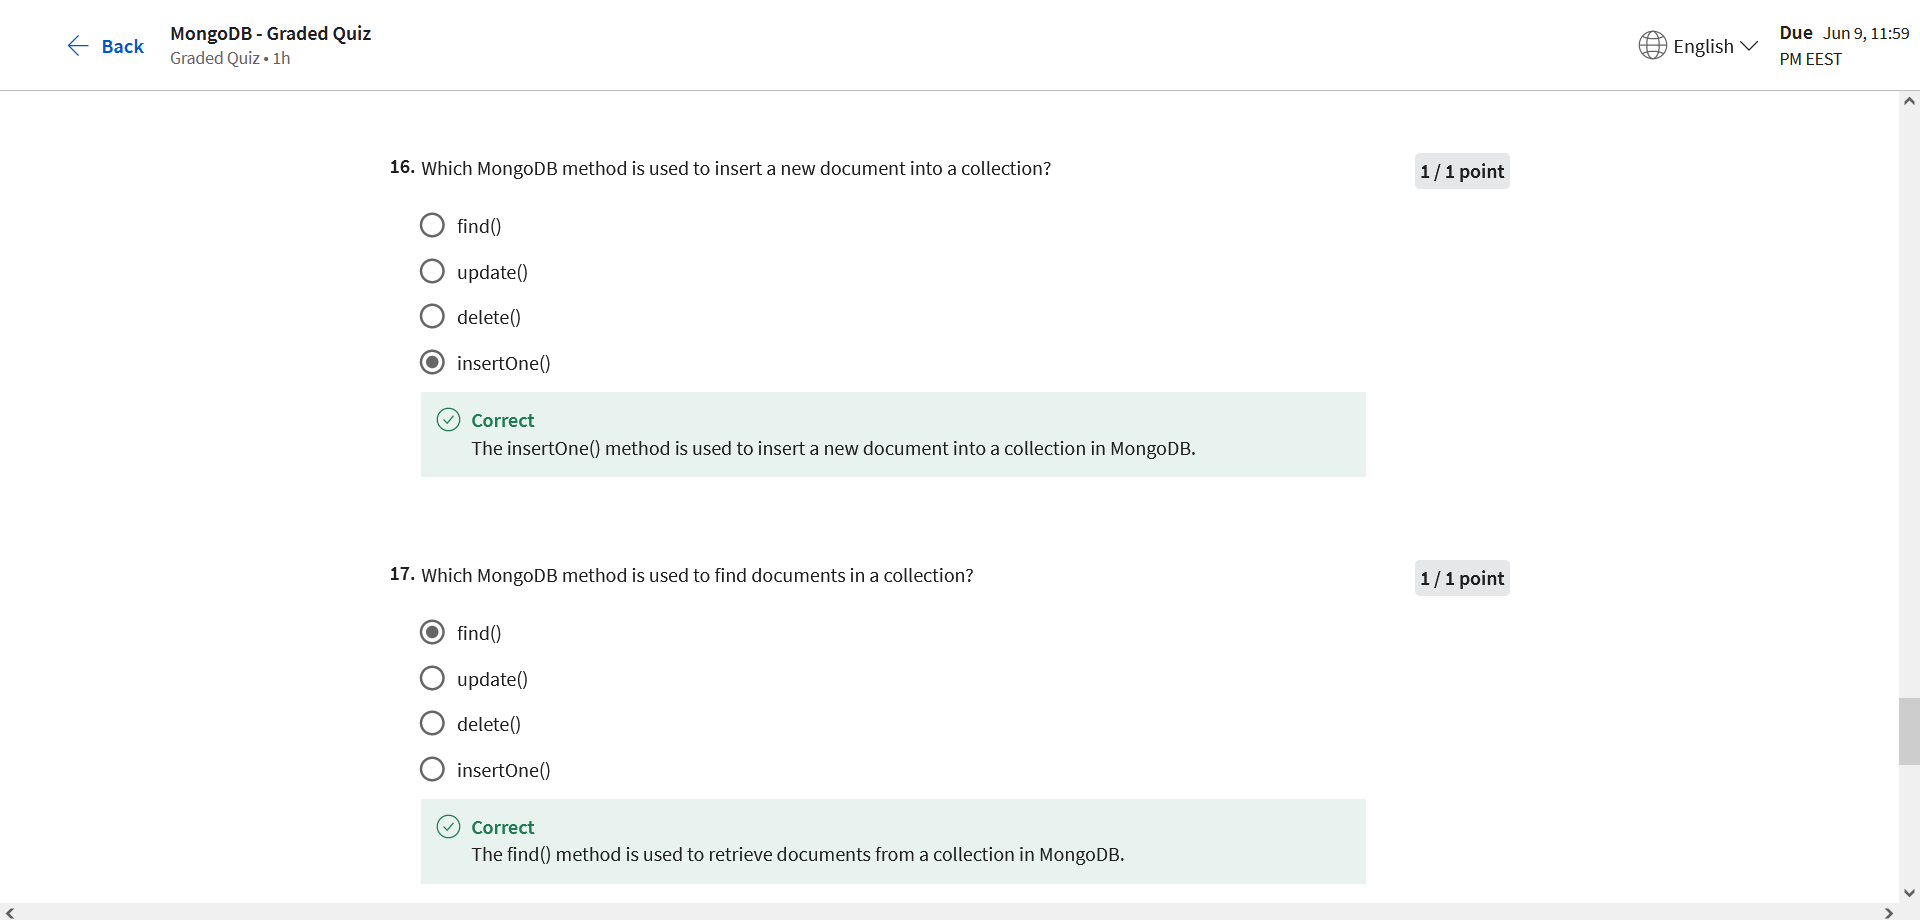 Back
MongoDB - Graded Quiz
Graded Quiz • 1h
English
Due Jun 9, 11:59
PM EEST
16. Which MongoDB method is used to insert a new document into a collection?
1 / 1 point
find()
update()
delete()
insertOne()
Correct
The insertOne() method is used to insert a new document into a collection in MongoDB.
17. Which MongoDB method is used to find documents in a collection?
1 / 1 point
find()
update()
delete()
insertOne()
Correct
The find() method is used to retrieve documents from a collection in MongoDB.